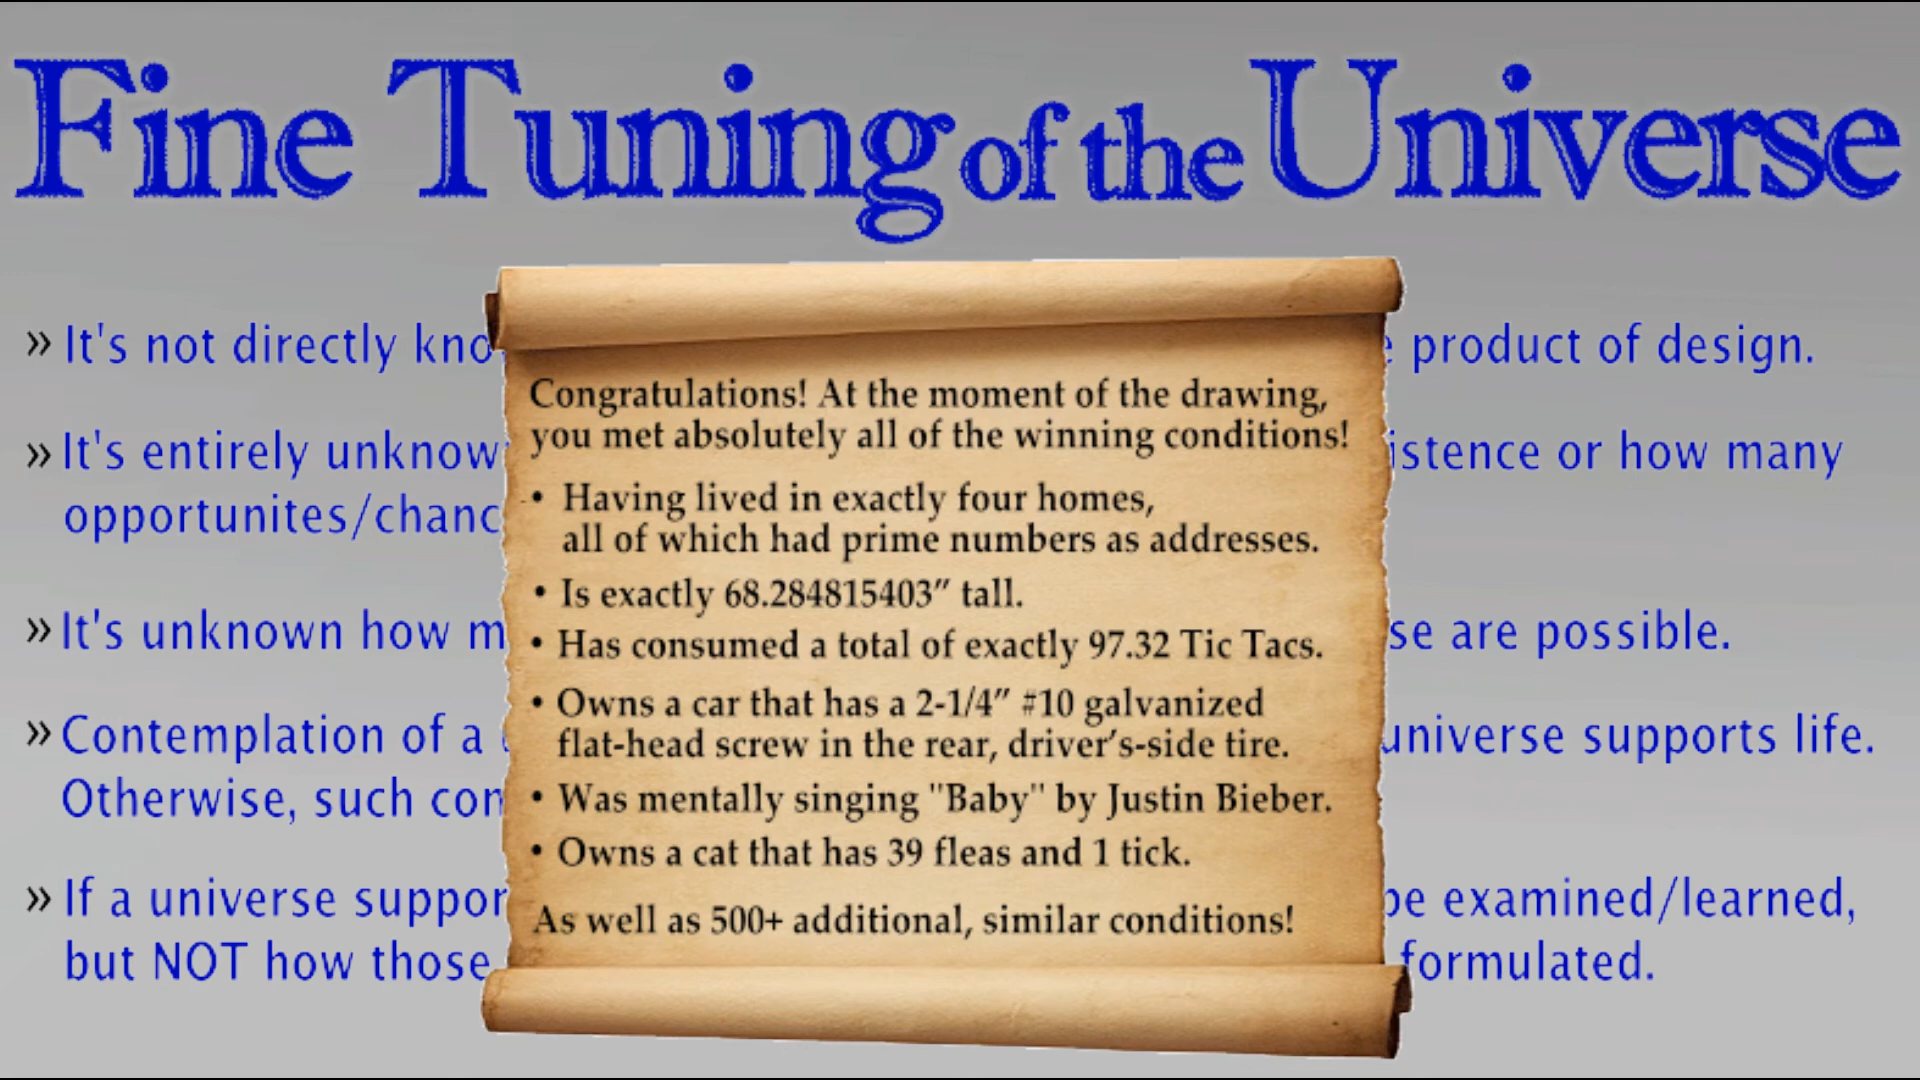 Fine Tuning of the Universe
» It's not directly kno
e product of design.
» It's entirely unknow
istence or how many
opportunites/chanc
» It's unknown how m
se are possible.
» Contemplation of a
universe supports life.
Otherwise, such con
» If a universe suppor
be examined/learned,
but NOT how those
formulated.
Congratulations! At the moment of the drawing,
you met absolutely all of the winning conditions!
• Having lived in exactly four homes,
all of which had prime numbers as addresses.
• Is exactly 68.284815403″ tall.
• Has consumed a total of exactly 97.32 Tic Tacs.
• Owns a car that has a 2-1/4″ #10 galvanized
flat-head screw in the rear, driver's-side tire.
• Was mentally singing "Baby" by Justin Bieber.
• Owns a cat that has 39 fleas and 1 tick.
As well as 500+ additional, similar conditions!